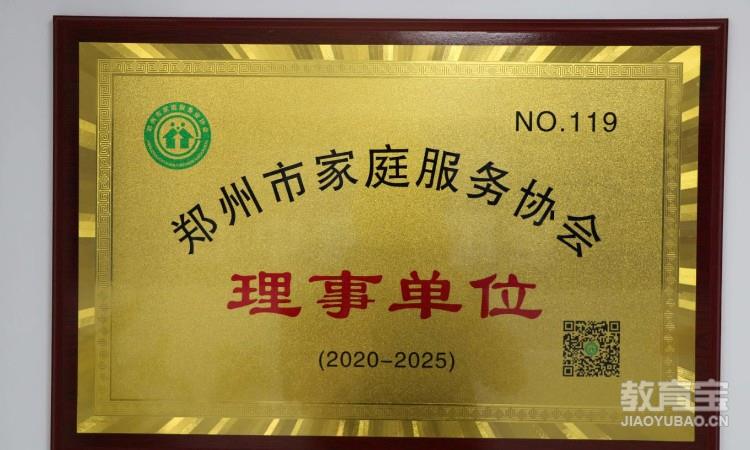 NO.119
郑州市家庭服务协会
理事单位
(2020-2025)
教育宝
JIAOYUBAO.CN